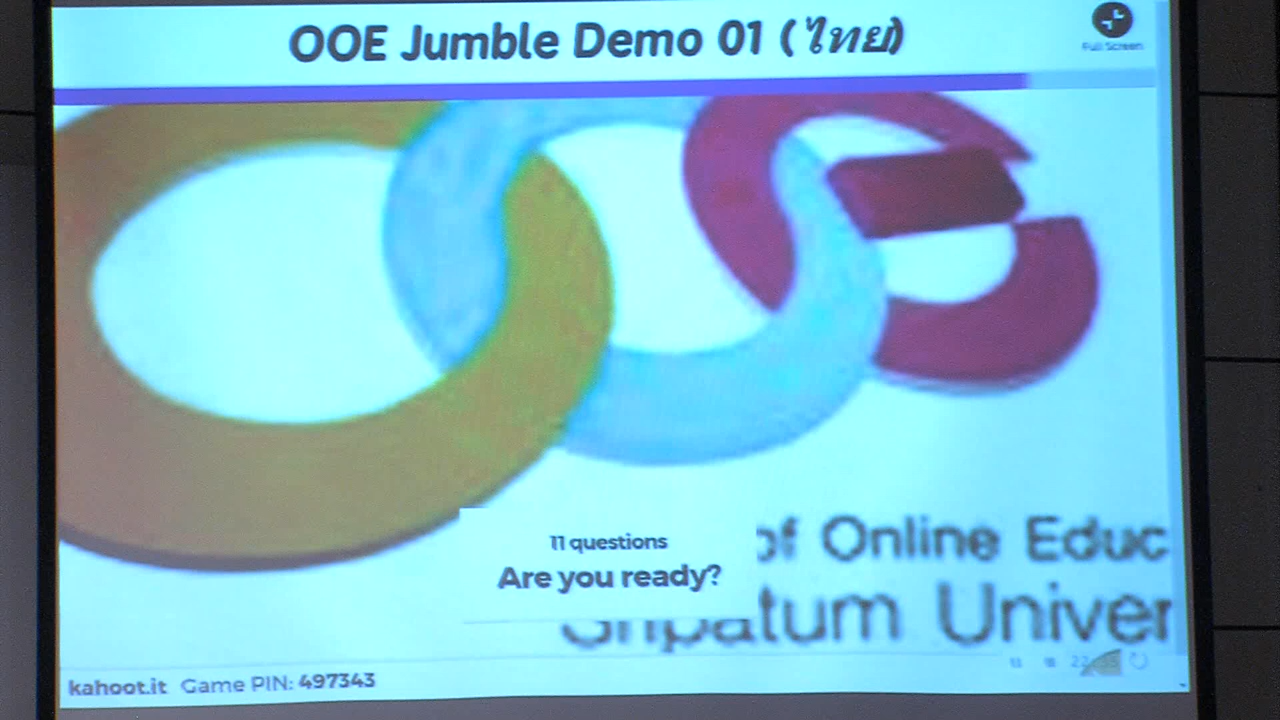 OOE Jumble Demo 01 (ไทย)
Full Screen
of Online Educ
11 questions
Are you ready?
Sripatum Univer
kahoot.it Game PIN: 497343